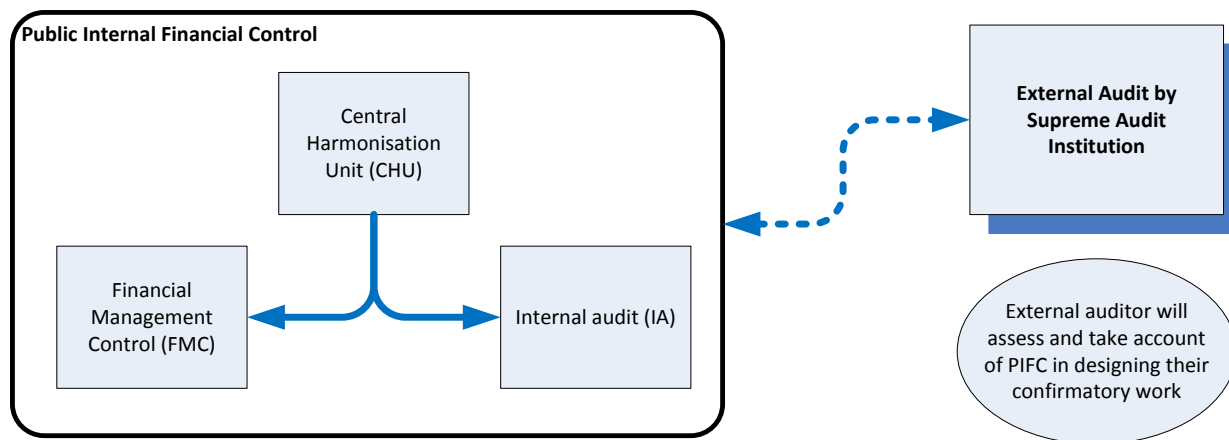 Public Internal Financial Control
Central
Harmonisation
Unit (CHU)
Financial
Management
Control (FMC)
Internal audit (IA)
External Audit by
Supreme Audit
Institution
External auditor will
assess and take account
of PIFC in designing their
confirmatory work